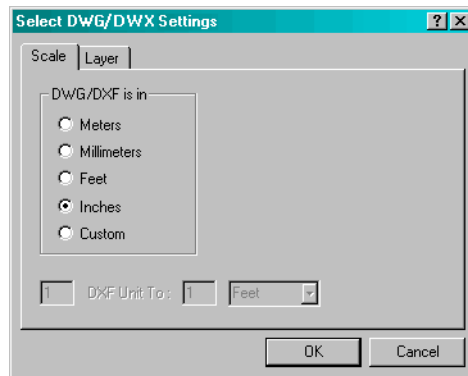 Select DWG/DWX Settings
Scale Layer
DWG/DXF is in
Meters
Millimeters
Feet
Inches
Custom
1 DXF Unit To : 1 Feet
OK Cancel